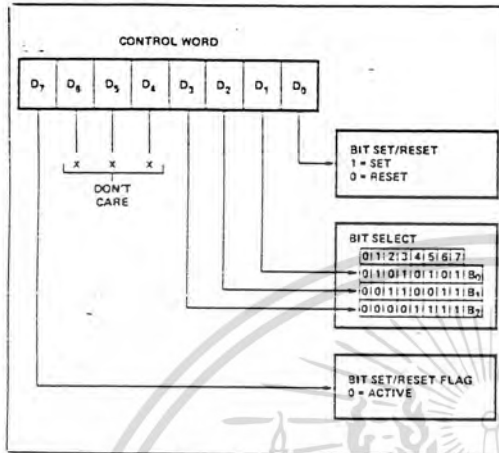 CONTROL WORD
D7 D6 D5 D4 D3 D2 D1 D0
X X X
DON'T
CARE
BIT SET/RESET
1 = SET
0 = RESET
BIT SELECT
0 1 2 3 4 5 6 7
0 1 0 1 0 1 0 1 B0
0 0 1 1 0 0 1 1 B1
0 0 0 0 1 1 1 1 B2
BIT SET/RESET FLAG
0 = ACTIVE